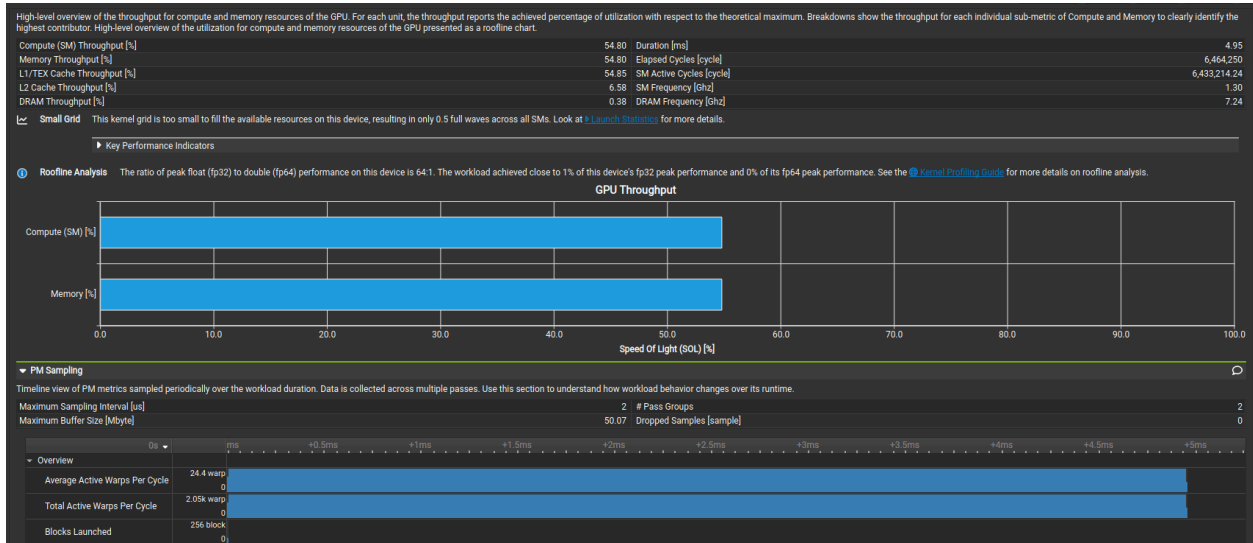 High-level overview of the throughput for compute and memory resources of the GPU. For each unit, the throughput reports the achieved percentage of utilization with respect to the theoretical maximum. Breakdowns show the throughput for each individual sub-metric of Compute and Memory to clearly identify the
highest contributor. High-level overview of the utilization for compute and memory resources of the GPU presented as a roofline chart.
Compute (SM) Throughput [%] 54.80 Duration [ms] 4.95
Memory Throughput [%] 54.80 Elapsed Cycles [cycle] 6,464,250
L1/TEX Cache Throughput [%] 54.85 SM Active Cycles [cycle] 6,433,214.24
L2 Cache Throughput [%] 6.58 SM Frequency [Ghz] 1.30
DRAM Throughput [%] 0.38 DRAM Frequency [Ghz] 7.24
Small Grid This kernel grid is too small to fill the available resources on this device, resulting in only 0.5 full waves across all SMs. Look at Launch Statistics for more details.
Key Performance Indicators
Roofline Analysis The ratio of peak float (fp32) to double (fp64) performance on this device is 64:1. The workload achieved close to 1% of this device's fp32 peak performance and 0% of its fp64 peak performance. See the Kernel Profiling Guide for more details on roofline analysis.
GPU Throughput
Compute (SM) [%]
Memory [%]
0.0 10.0 20.0 30.0 40.0 50.0 60.0 70.0 80.0 90.0 100.0
Speed Of Light (SOL) [%]
PM Sampling
Timeline view of PM metrics sampled periodically over the workload duration. Data is collected across multiple passes. Use this section to understand how workload behavior changes over its runtime.
Maximum Sampling Interval [us] 2 # Pass Groups 2
Maximum Buffer Size [Mbyte] 50.07 Dropped Samples [sample] 0
0s ms +0.5ms +1ms +1.5ms +2ms +2.5ms +3ms +3.5ms +4ms +4.5ms +5ms
Overview
Average Active Warps Per Cycle 24.4 warp 0
Total Active Warps Per Cycle 2.05k warp 0
Blocks Launched 256 block 0